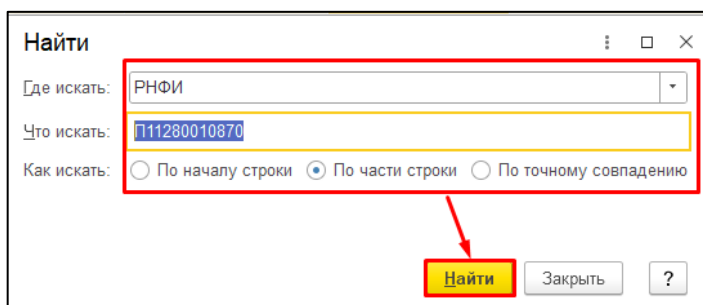 Найти
Где искать: РНФИ
Что искать: П11280010870
Как искать: По началу строки По части строки По точному совпадению
Найти Закрыть ?